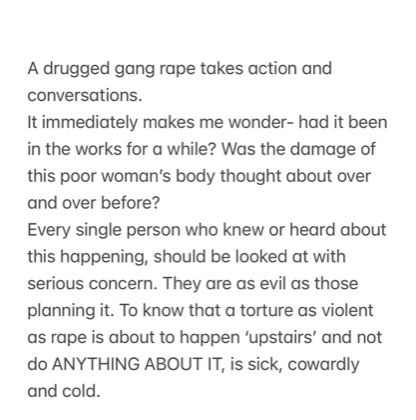 A drugged gang rape takes action and
conversations.
It immediately makes me wonder- had it been
in the works for a while? Was the damage of
this poor woman's body thought about over
and over before?
Every single person who knew or heard about
this happening, should be looked at with
serious concern. They are as evil as those
planning it. To know that a torture as violent
as rape is about to happen 'upstairs' and not
do ANYTHING ABOUT IT, is sick, cowardly
and cold.